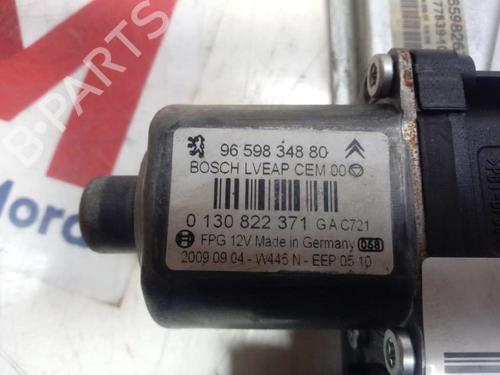 96 598 348 80
BOSCH LVEAP CEM 00
0 130 822 371 G A C721
FPG 12V Made in Germany 058
2009 09 04 - W445 N - EEP 05 10
B-PARTS